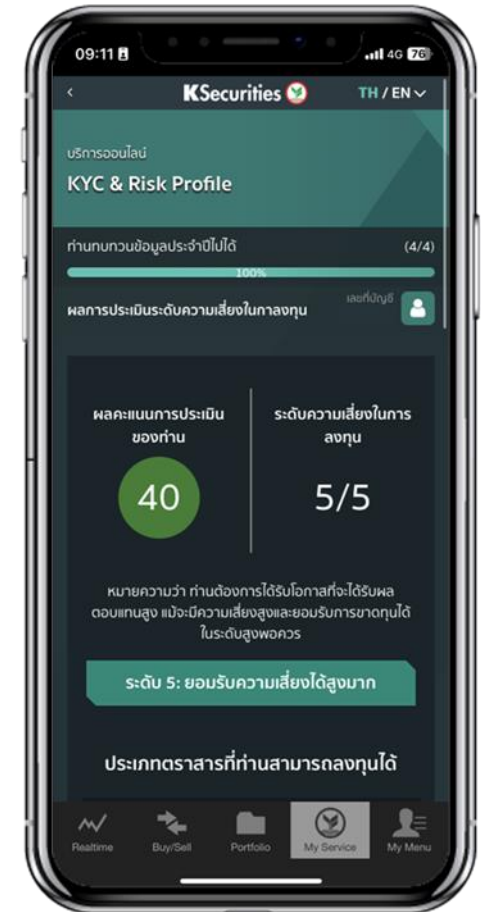 09:11
4G 76
KSecurities
TH / EN
บริการออนไลน์
KYC & Risk Profile
ท่านทบทวนข้อมูลประจำปีไปได้ (4/4)
100%
เลขที่บัญชี
ผลการประเมินระดับความเสี่ยงในกาลงทุน
ผลคะแนนการประเมิน
ของท่าน
40
ระดับความเสี่ยงในการ
ลงทุน
5/5
หมายความว่า ท่านต้องการได้รับโอกาสที่จะได้รับผล
ตอบแทนสูง แม้จะมีความเสี่ยงสูงและยอมรับการขาดทุนได้
ในระดับสูงพอควร
ระดับ 5: ยอมรับความเสี่ยงได้สูงมาก
ประเภทตราสารที่ท่านสามารถลงทุนได้
Realtime Buy/Sell Portfolio My Service My Menu